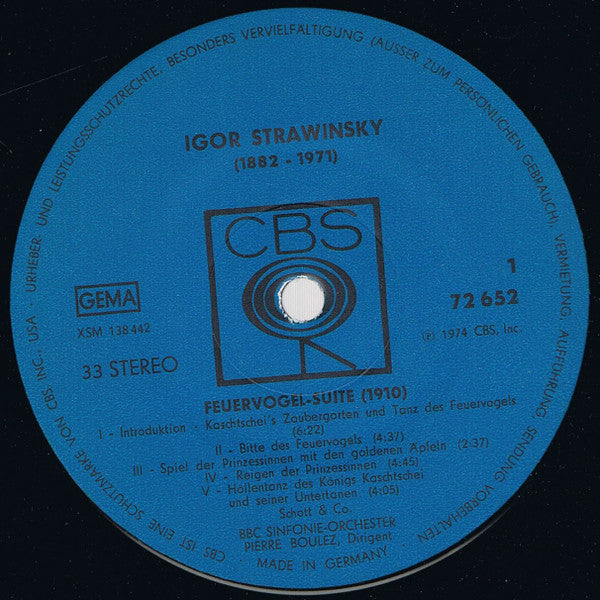 IGOR STRAWINSKY
(1882 - 1971)
CBS
GEMA
XSM 138442
33 STEREO
1
72 652
Ⓟ 1974 CBS, Inc.
FEUERVOGEL-SUITE (1910)
I - Introduktion - Kaschtschei's Zaubergarten und Tanz des Feuervogels
(6:22)
II - Bitte des Feuervogels (4:37)
III - Spiel der Prinzessinnen mit den goldenen Äpfeln (2:37)
IV - Reigen der Prinzessinnen (4:45)
V - Höllentanz des Königs Kaschtschei
und seiner Untertanen (4:05)
Schott & Co.
BBC SINFONIE-ORCHESTER
PIERRE BOULEZ, Dirigent
• MADE IN GERMANY
CBS IST EINE SCHUTZMARKE VON CBS, INC., USA · URHEBER- UND LEISTUNGSSCHUTZRECHTE, BESONDERS VERVIELFÄLTIGUNG (AUSSER ZUM PERSÖNLICHEN GEBRAUCH), VERMIETUNG, AUFFÜHRUNG, SENDUNG VORBEHALTEN